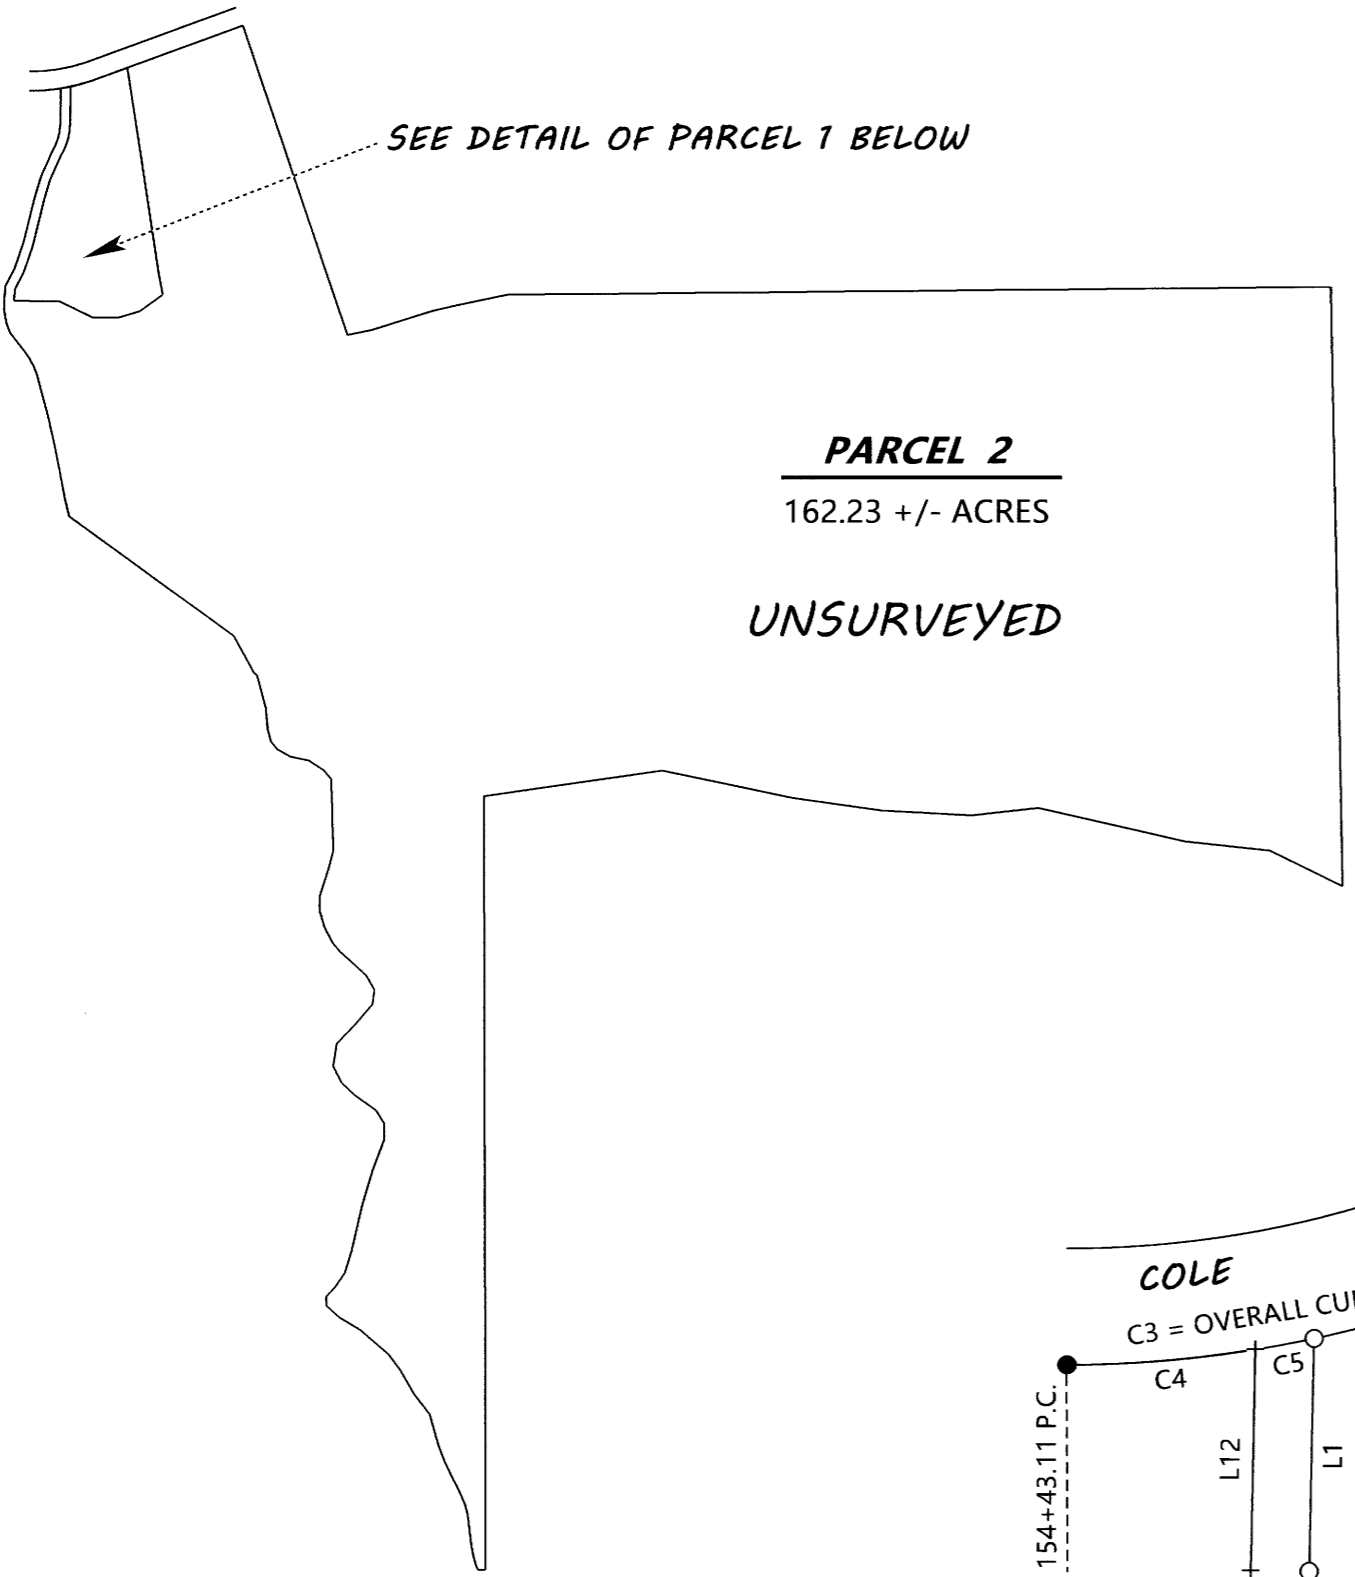 SEE DETAIL OF PARCEL 1 BELOW
PARCEL 2
162.23 +/- ACRES
UNSURVEYED
COLE
C3 = OVERALL
C4
C5
154+43.11 P.C.
L12
L1